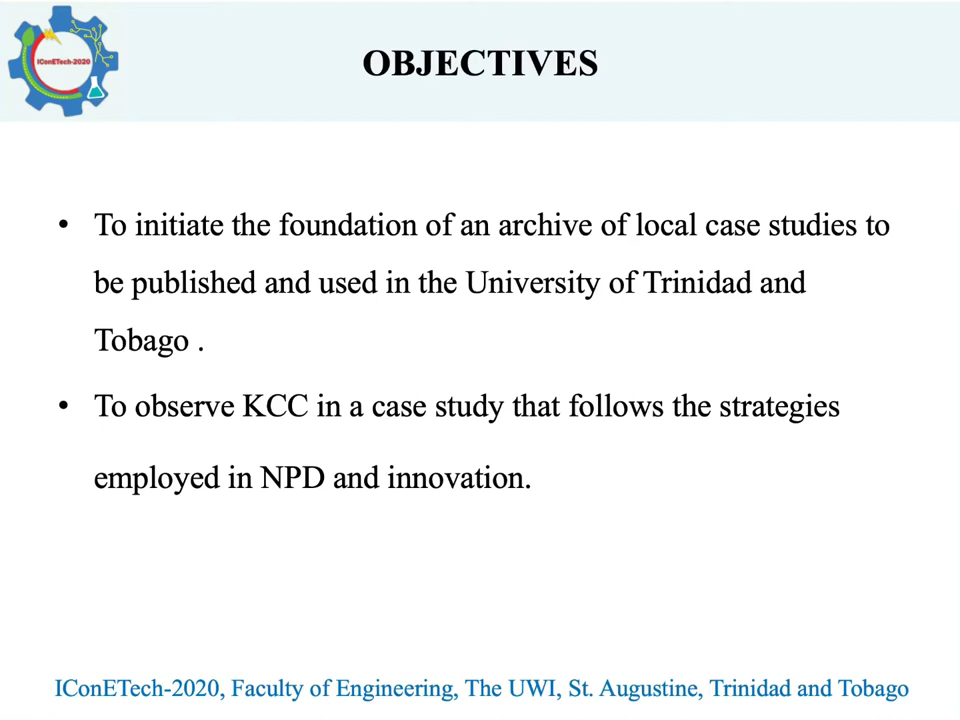 IConETech-2020
OBJECTIVES
• To initiate the foundation of an archive of local case studies to
be published and used in the University of Trinidad and
Tobago .
• To observe KCC in a case study that follows the strategies
employed in NPD and innovation.
IConETech-2020, Faculty of Engineering, The UWI, St. Augustine, Trinidad and Tobago